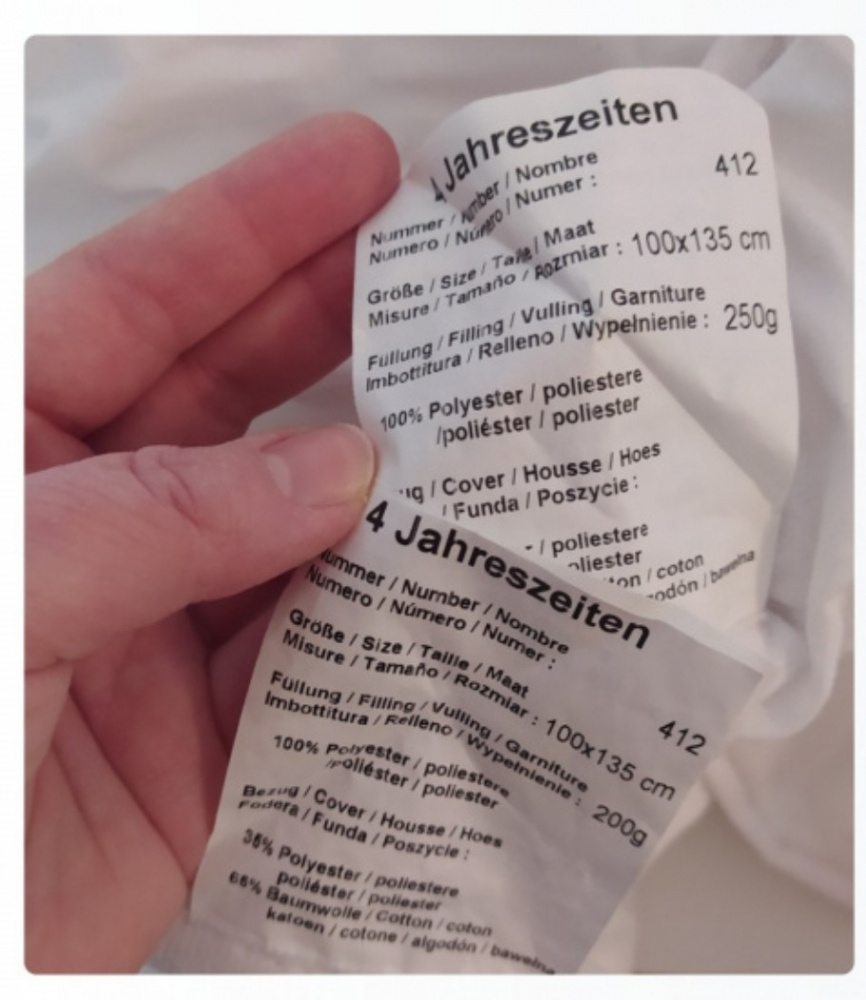 4 Jahreszeiten
Nummer / Number / Nombre
Numero / Número / Numer : 412
Größe / Size / Taille / Maat
Misure / Tamaño / Rozmiar : 100x135 cm
Füllung / Filling / Vulling / Garniture
Imbottitura / Relleno / Wypełnienie : 250g
100% Polyester / poliestere
/poliéster / poliester
/ Cover / Housse / Hoes
/ Funda / Poszycie :
- / poliestere
/ coton
/ bawełna
4 Jahreszeiten
Nummer / Number / Nombre
Numero / Número / Numer : 412
Größe / Size / Taille / Maat
Misure / Tamaño / Rozmiar : 100x135 cm
Füllung / Filling / Vulling / Garniture
Imbottitura / Relleno / Wypełnienie : 200g
100% Polyester / poliestere
/poliéster / poliester
Bezug / Cover / Housse / Hoes
Fodera / Funda / Poszycie :
Polyester / poliestere
poliéster / poliester
Baumwolle / Cotton / coton
katoen / cotone / algodón / bawełna